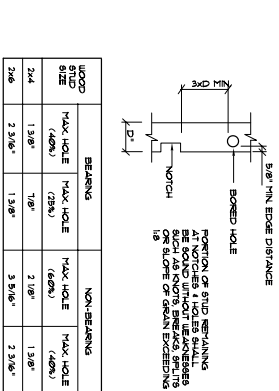 5/8" MIN. EDGE DISTANCE
BORED HOLE
3xD MIN.
NOTCH
D"
PORTION OF STUD REMAINING
AT NOTCHES & HOLES SHALL
BE SOUND WITHOUT WEAKNESSES
SUCH AS KNOTS, BREAKS, SPLITS
OR SLOPE OF GRAIN EXCEEDING
1:8
WOOD STUD SIZE
BEARING
NON-BEARING
MAX. HOLE (40%)
MAX. HOLE (25%)
MAX. HOLE (60%)
MAX. HOLE (40%)
2x4 1 3/8" 7/8" 2 1/8" 1 3/8"
2x6 2 3/16" 1 3/8" 3 5/16" 2 3/16"